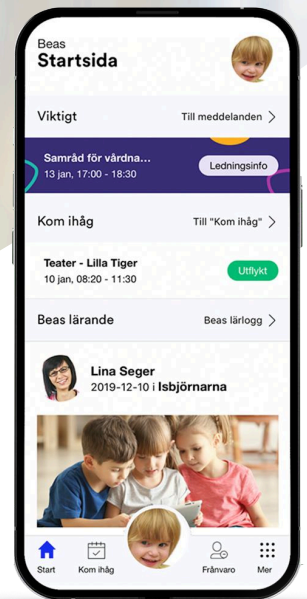 Beas
Startsida
Viktigt
Till meddelanden
Samråd för vårdna...
13 jan, 17:00 - 18:30
Ledningsinfo
Kom ihåg
Till "Kom ihåg"
Teater - Lilla Tiger
10 jan, 08:20 - 11:30
Utflykt
Beas lärande
Beas lärlogg
Lina Seger
2019-12-10 i Isbjörnarna
Start
Kom ihåg
Frånvaro
Mer